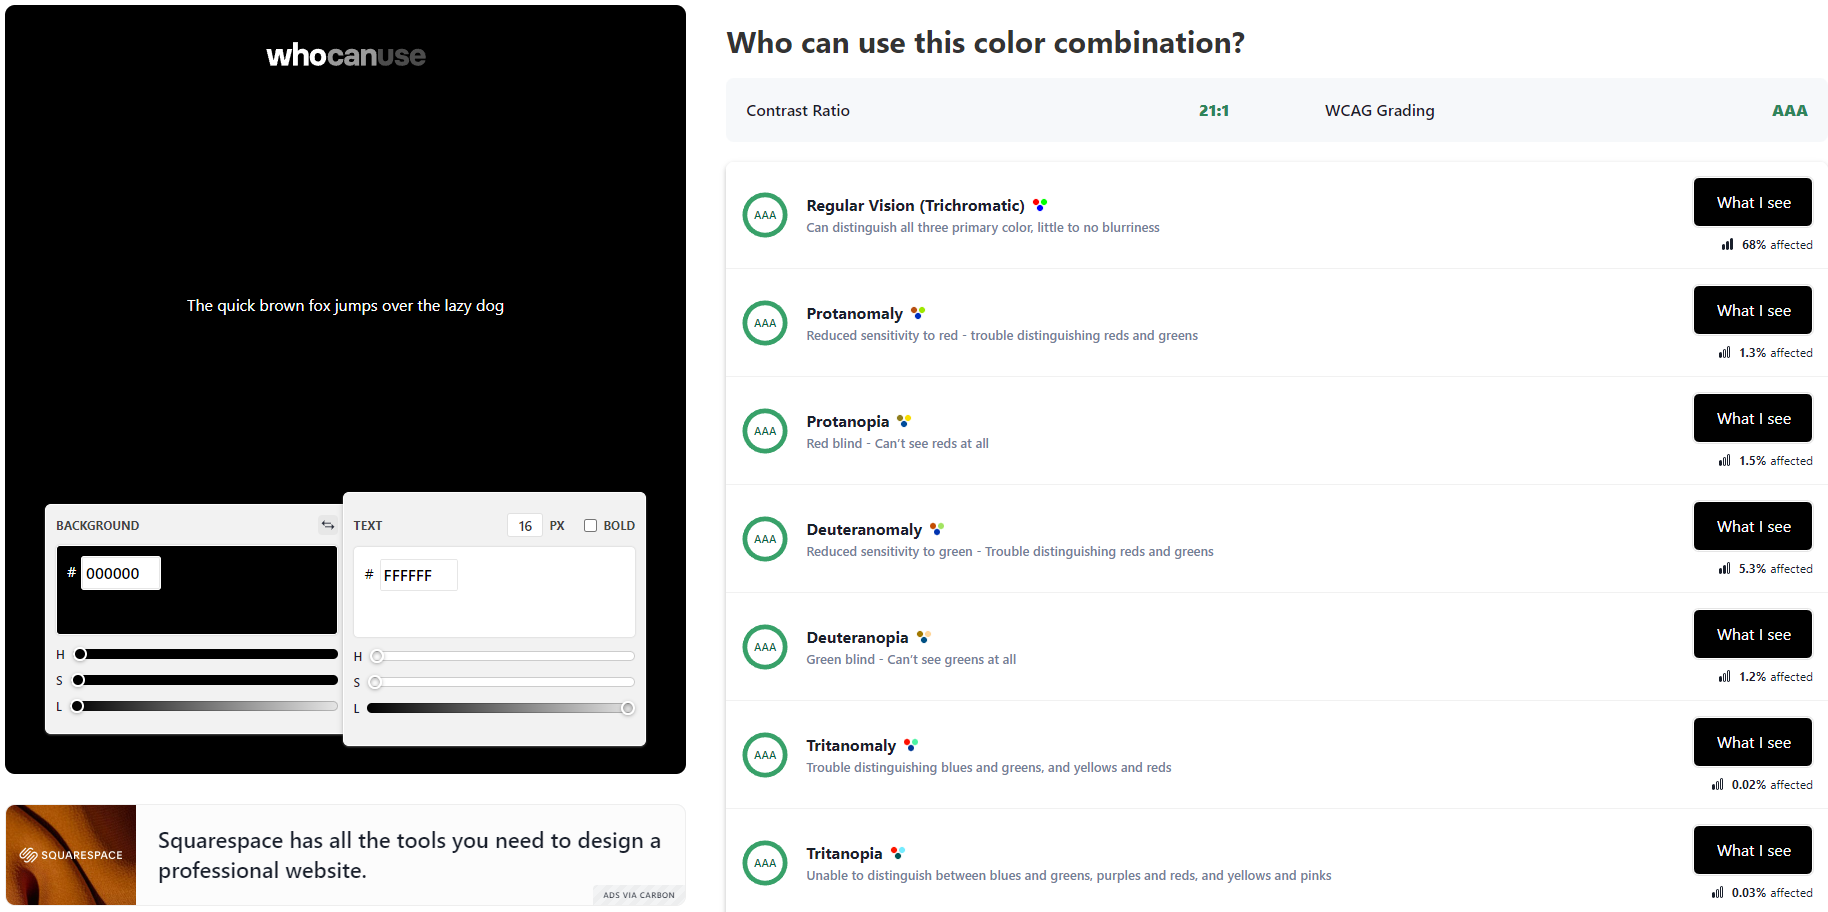 whocanuse
The quick brown fox jumps over the lazy dog
BACKGROUND
# 000000
H
S
L
TEXT
16 PX BOLD
# FFFFFF
H
S
L
SQUARESPACE
Squarespace has all the tools you need to design a
professional website.
ADS VIA CARBON
Who can use this color combination?
Contrast Ratio 21:1 WCAG Grading AAA
AAA
Regular Vision (Trichromatic)
Can distinguish all three primary color, little to no blurriness
What I see
68% affected
AAA
Protanomaly
Reduced sensitivity to red - trouble distinguishing reds and greens
What I see
1.3% affected
AAA
Protanopia
Red blind - Can't see reds at all
What I see
1.5% affected
AAA
Deuteranomaly
Reduced sensitivity to green - Trouble distinguishing reds and greens
What I see
5.3% affected
AAA
Deuteranopia
Green blind - Can't see greens at all
What I see
1.2% affected
AAA
Tritanomaly
Trouble distinguishing blues and greens, and yellows and reds
What I see
0.02% affected
AAA
Tritanopia
Unable to distinguish between blues and greens, purples and reds, and yellows and pinks
What I see
0.03% affected